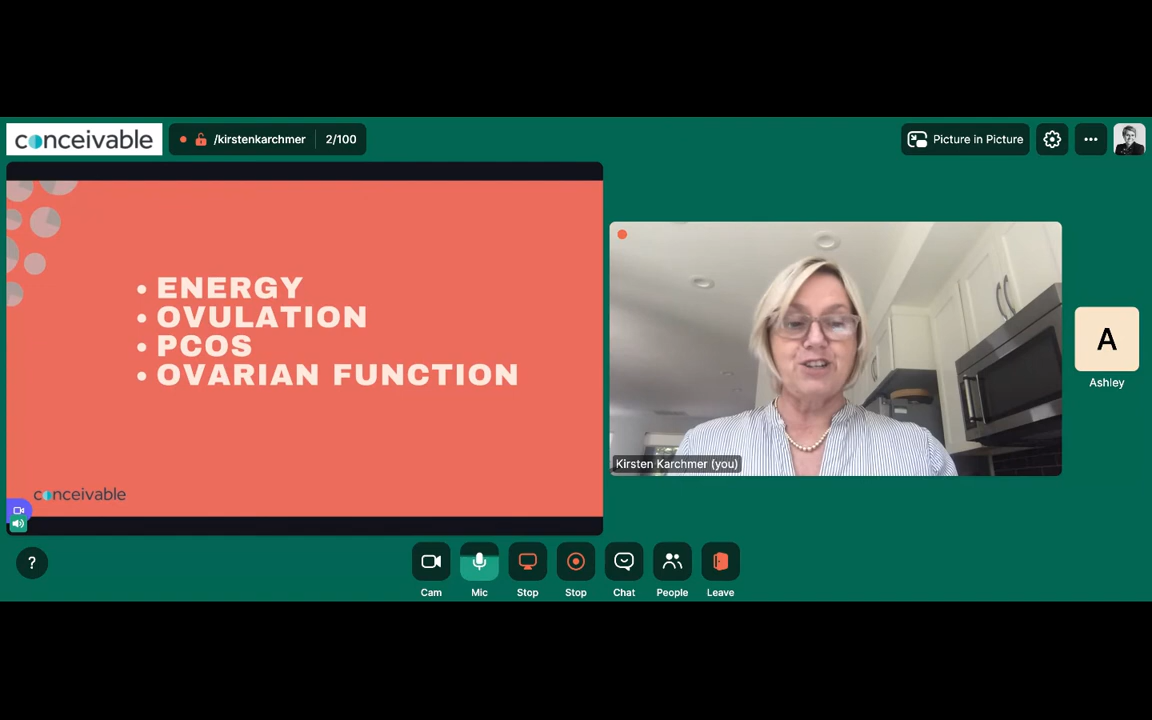 conceivable
/kirstenkarchmer
2/100
Picture in Picture
• ENERGY
• OVULATION
• PCOS
• OVARIAN FUNCTION
conceivable
Kirsten Karchmer (you)
A
Ashley
?
Cam
Mic
Stop
Stop
Chat
People
Leave